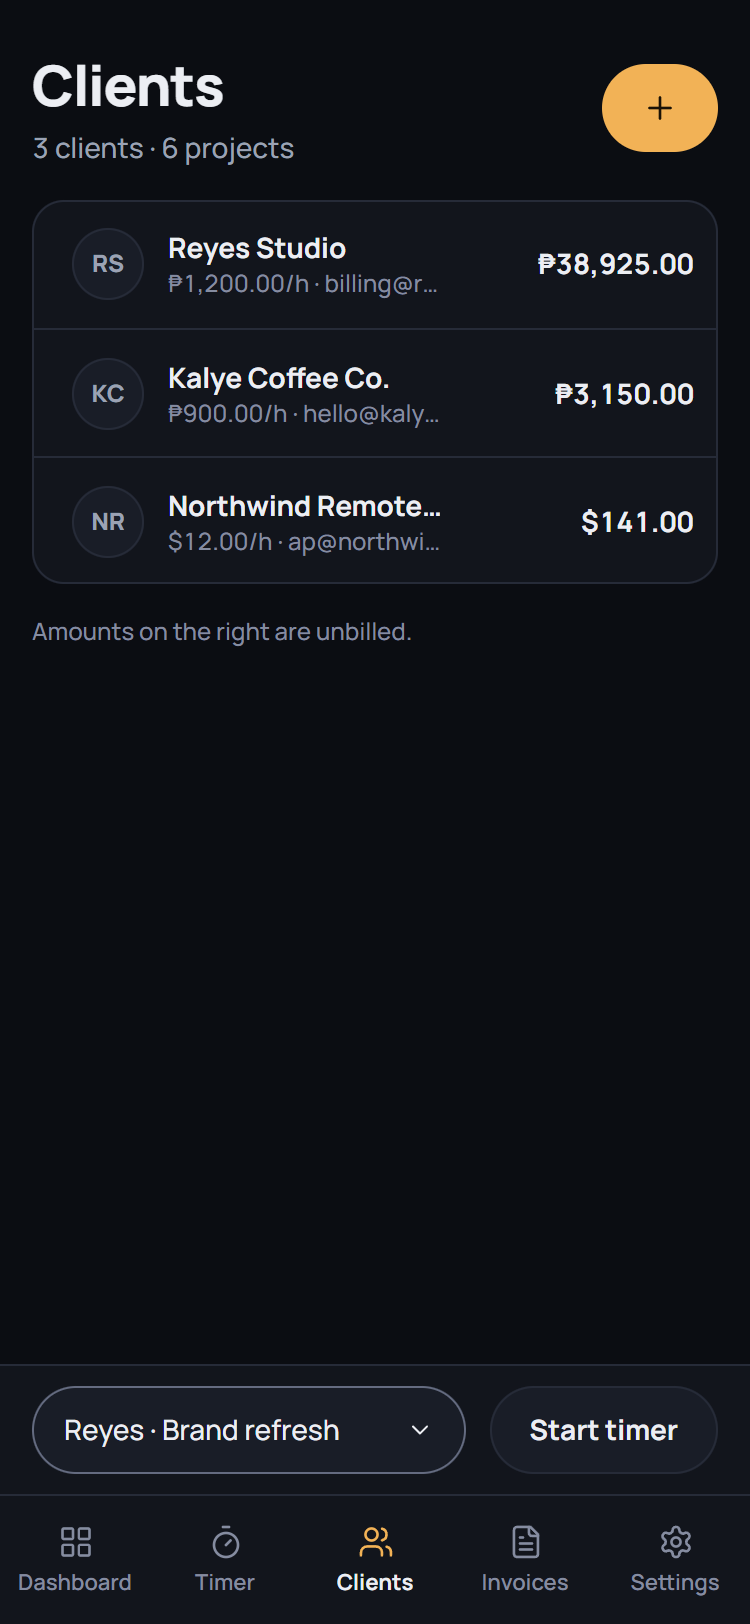 Clients
3 clients · 6 projects
RS
Reyes Studio
₱1,200.00/h · billing@r…
₱38,925.00
KC
Kalye Coffee Co.
₱900.00/h · hello@kaly…
₱3,150.00
NR
Northwind Remote…
$12.00/h · ap@northwi…
$141.00
Amounts on the right are unbilled.
Reyes · Brand refresh
Start timer
Dashboard
Timer
Clients
Invoices
Settings